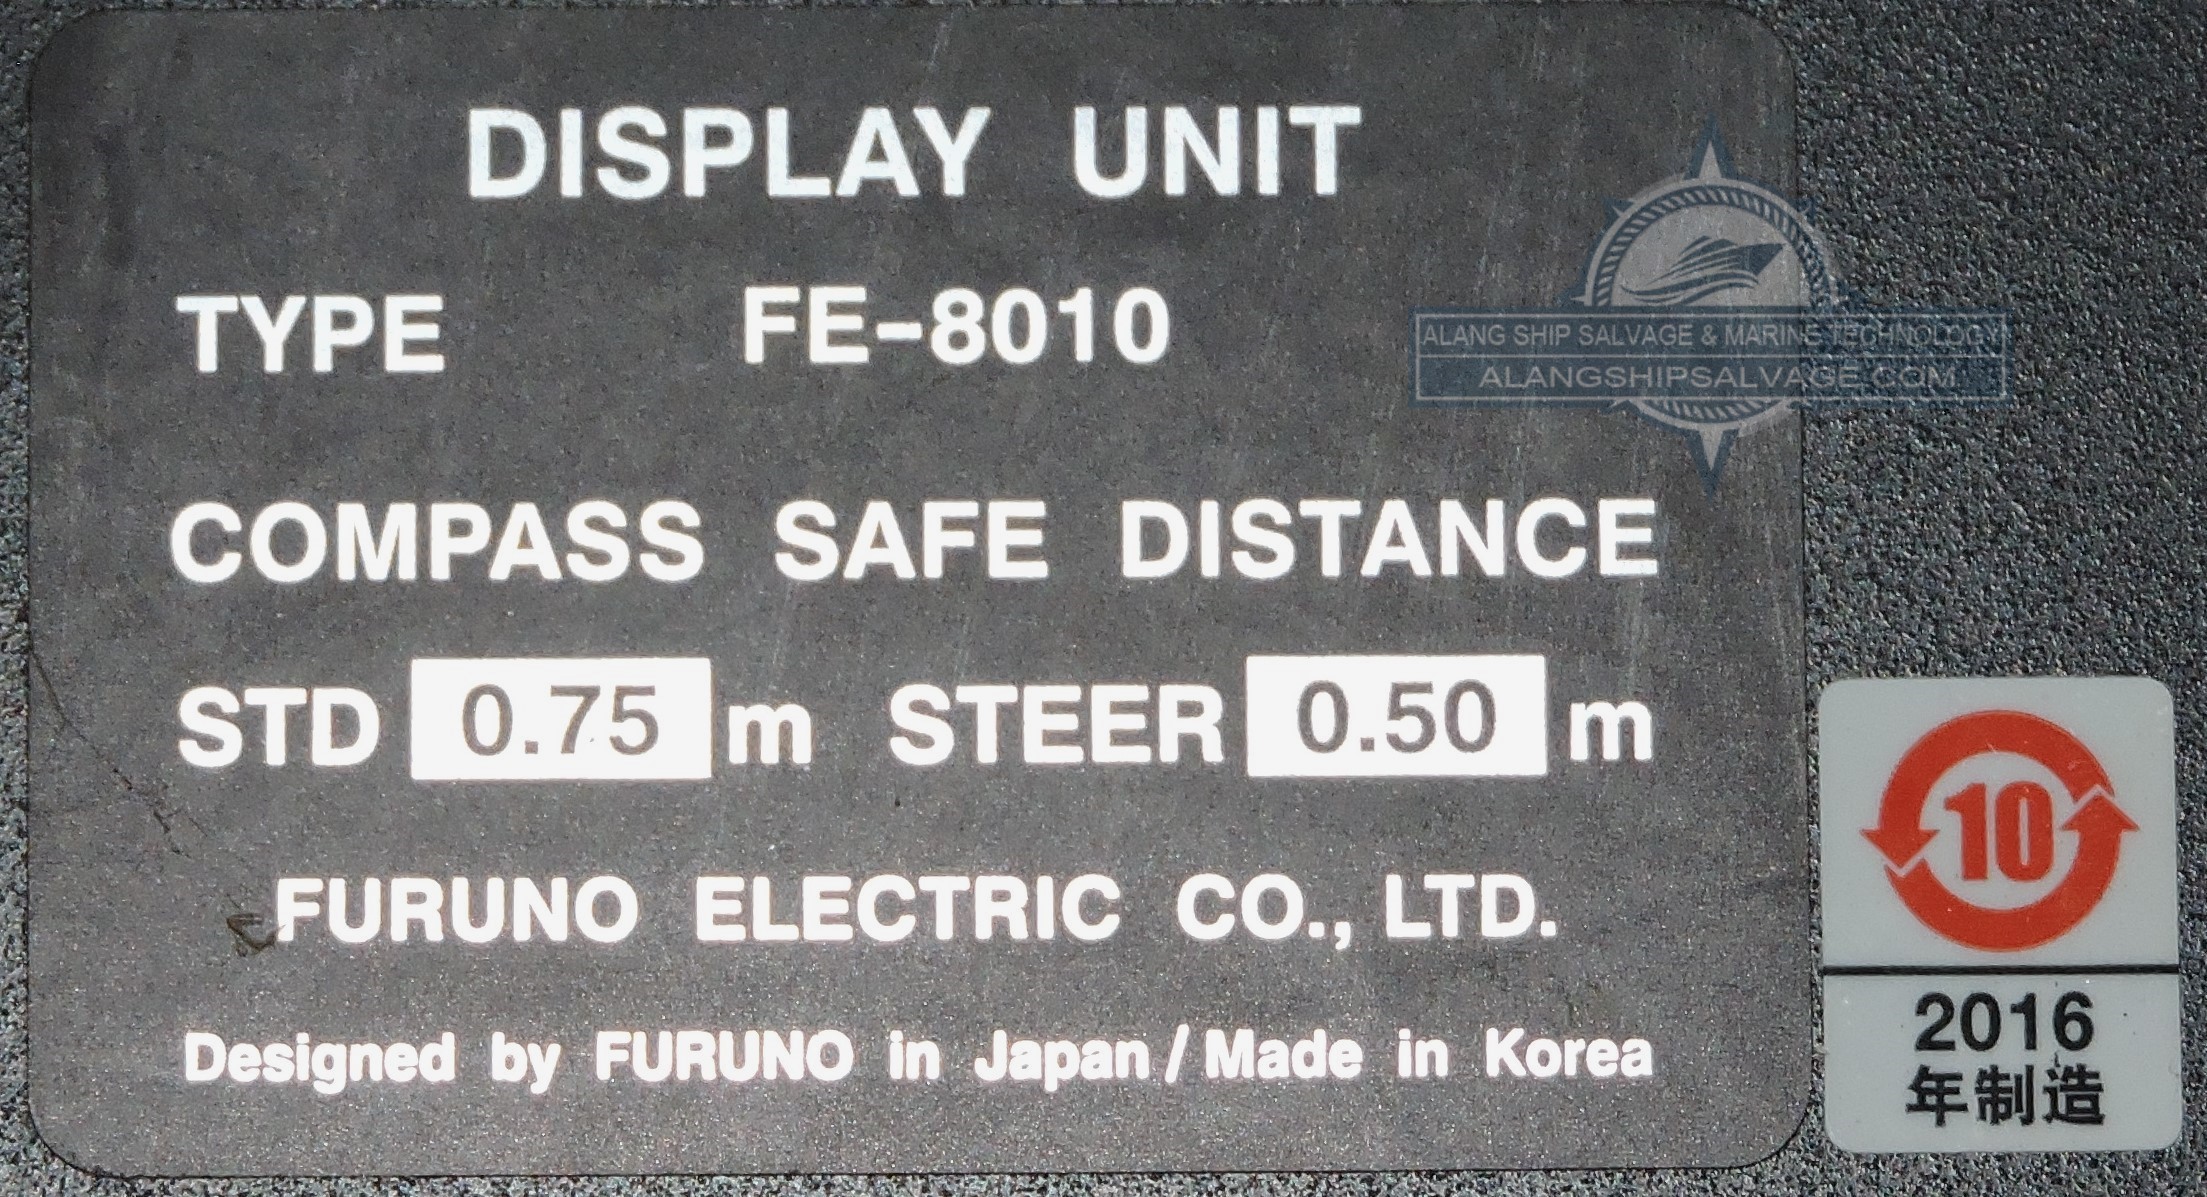 DISPLAY UNIT
TYPE FE-8010
ALANG SHIP SALVAGE & MARINE TECHNOLOGY
ALANGSHIPSALVAGE.COM
COMPASS SAFE DISTANCE
STD 0.75 m STEER 0.50 m
FURUNO ELECTRIC CO., LTD.
Designed by FURUNO in Japan / Made in Korea
10
2016
年制造